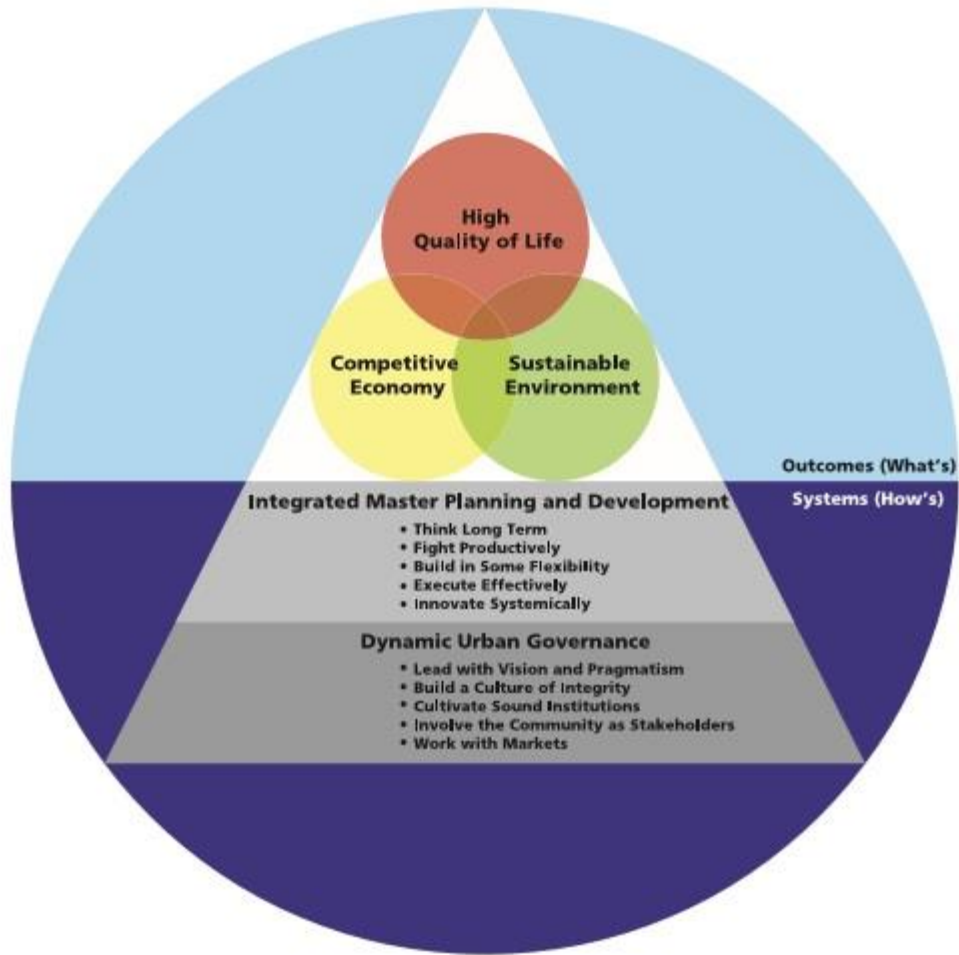 High
Quality of Life
Competitive
Economy
Sustainable
Environment
Outcomes (What's)
Systems (How's)
Integrated Master Planning and Development
• Think Long Term
• Fight Productively
• Build in Some Flexibility
• Execute Effectively
• Innovate Systemically
Dynamic Urban Governance
• Lead with Vision and Pragmatism
• Build a Culture of Integrity
• Cultivate Sound Institutions
• Involve the Community as Stakeholders
• Work with Markets